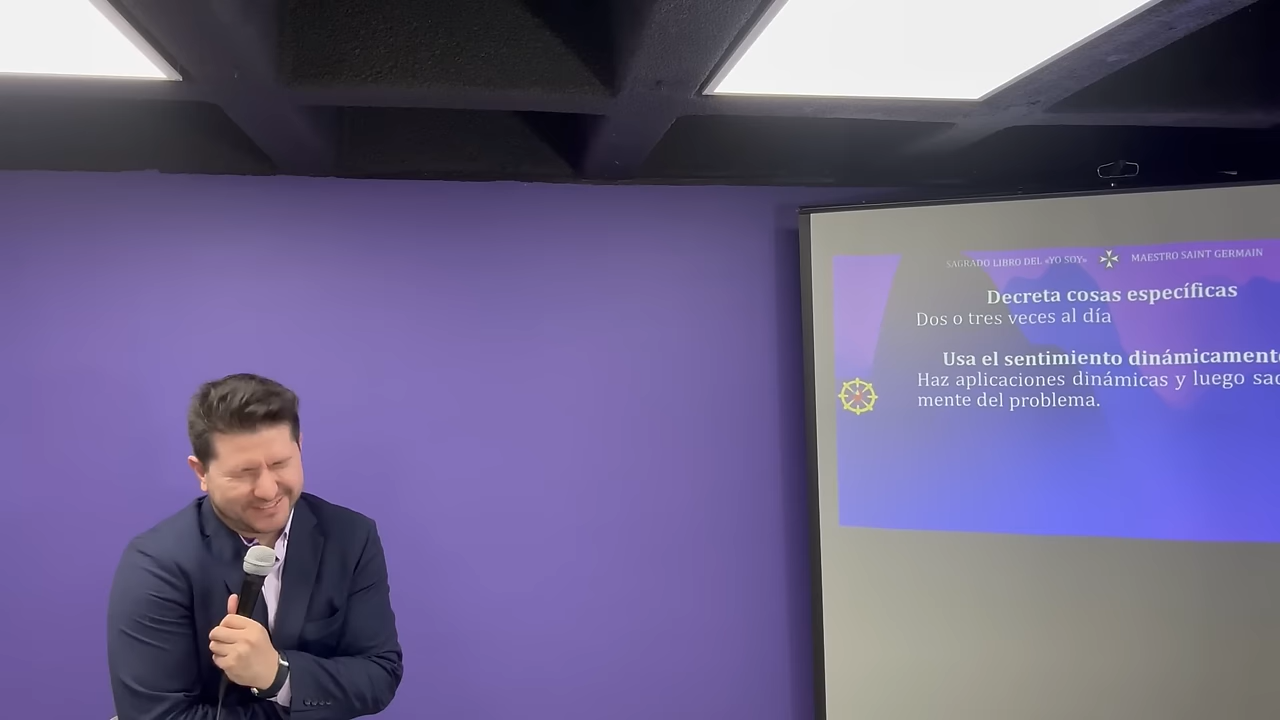 SAGRADO LIBRO DEL «YO SOY» MAESTRO SAINT GERMAIN
Decreta cosas específicas
Dos o tres veces al día
Usa el sentimiento dinámicament
Haz aplicaciones dinámicas y luego sac
mente del problema.